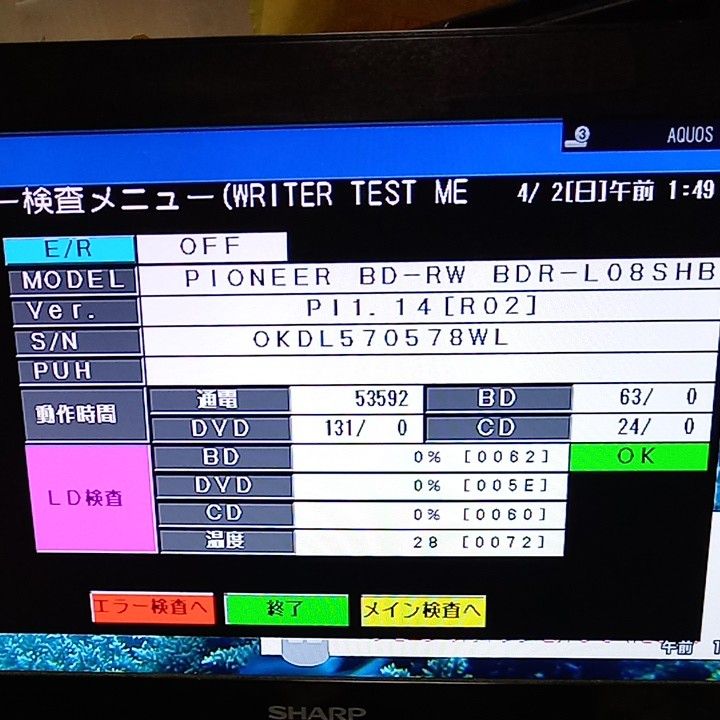 3 AQUOS
ー検査メニュー(WRITER TEST ME 4/ 2[日]午前 1:49
E/R OFF
MODEL PIONEER BD-RW BDR-L08SHB
Ver. PI1.14[R02]
S/N OKDL570578WL
PUH
動作時間 通電 53592 BD 63/ 0
DVD 131/ 0 CD 24/ 0
LD検査 BD 0% [0062] OK
DVD 0% [005E]
CD 0% [0060]
温度 28 [0072]
エラー検査へ 終了 メイン検査へ
午前 1
SHARP